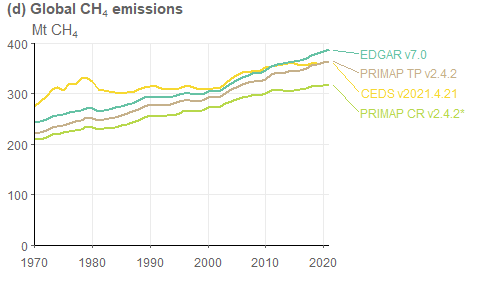 (d) Global CH₄ emissions
Mt CH₄
400
300
200
100
0
1970 1980 1990 2000 2010 2020
EDGAR v7.0
PRIMAP TP v2.4.2
CEDS v2021.4.21
PRIMAP CR v2.4.2*